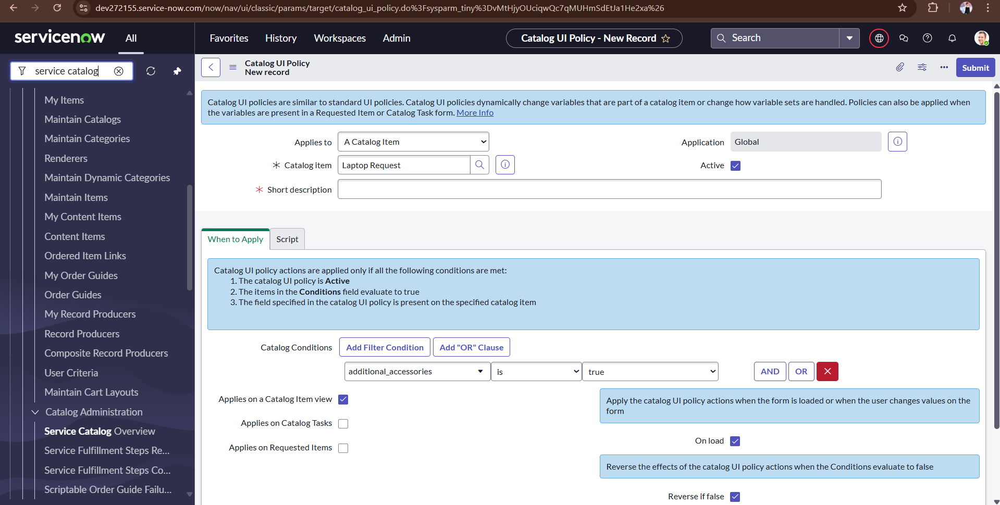 dev272155.service-now.com/now/nav/ui/classic/params/target/catalog_ui_policy.do%3Fsysparm_tiny%3DvMtHjyOUciqwQc7qMUHmSdEtJa1He2xa%26
servicenow
All
Favorites
History
Workspaces
Admin
Catalog UI Policy - New Record
Search
service catalog
My Items
Maintain Catalogs
Maintain Categories
Renderers
Maintain Dynamic Categories
Maintain Items
My Content Items
Content Items
Ordered Item Links
My Order Guides
Order Guides
My Record Producers
Record Producers
Composite Record Producers
User Criteria
Maintain Cart Layouts
Catalog Administration
Service Catalog Overview
Service Fulfillment Steps Re...
Service Fulfillment Steps Co...
Scriptable Order Guide Failu...
Catalog UI Policy
New record
Submit
Catalog UI policies are similar to standard UI policies. Catalog UI policies dynamically change variables that are part of a catalog item or change how variable sets are handled. Policies can also be applied when
the variables are present in a Requested Item or Catalog Task form. More Info
Applies to
A Catalog Item
Application
Global
Catalog item
Laptop Request
Active
Short description
When to Apply
Script
Catalog UI policy actions are applied only if all the following conditions are met:
1. The catalog UI policy is Active
2. The items in the Conditions field evaluate to true
3. The field specified in the catalog UI policy is present on the specified catalog item
Catalog Conditions
Add Filter Condition
Add "OR" Clause
additional_accessories
is
true
AND
OR
Applies on a Catalog Item view
Apply the catalog UI policy actions when the form is loaded or when the user changes values on the
form
Applies on Catalog Tasks
On load
Applies on Requested Items
Reverse the effects of the catalog UI policy actions when the Conditions evaluate to false
Reverse if false